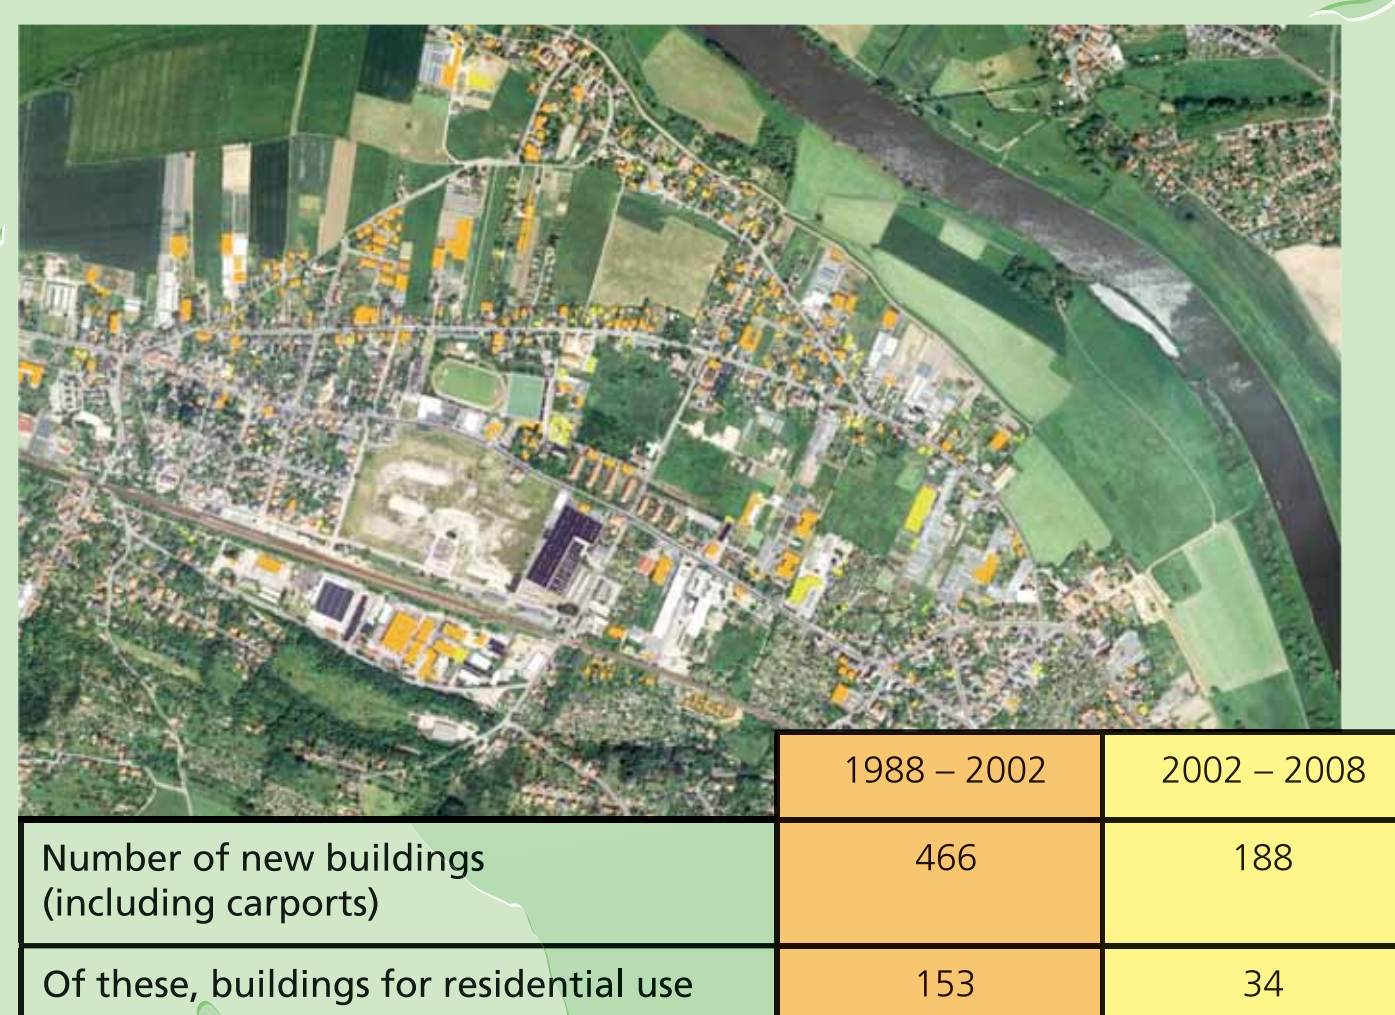 1988 – 2002
2002 – 2008
Number of new buildings
(including carports)
466
188
Of these, buildings for residential use
153
34